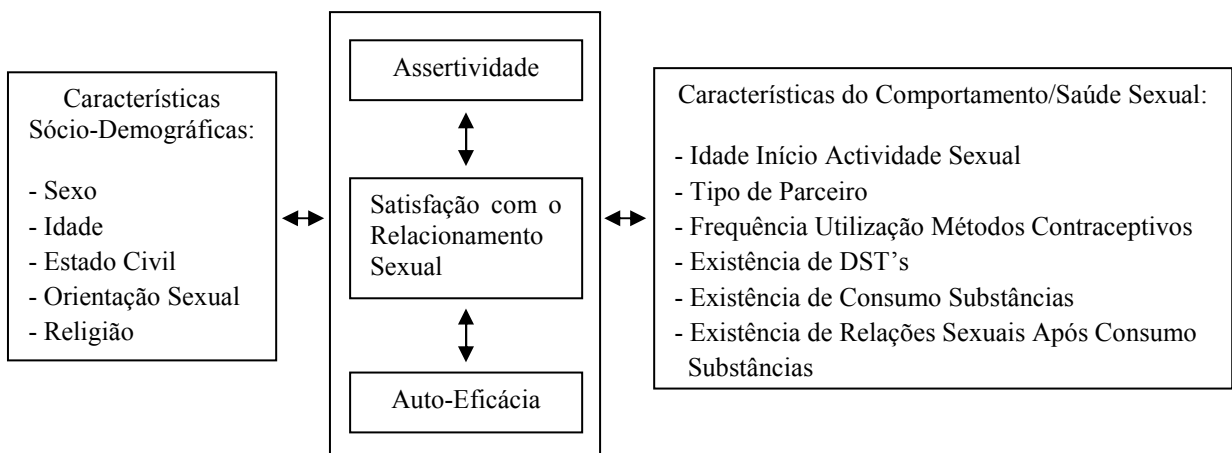 Características
Sócio-Demográficas:
- Sexo
- Idade
- Estado Civil
- Orientação Sexual
- Religião
Assertividade
Satisfação com o
Relacionamento
Sexual
Auto-Eficácia
Características do Comportamento/Saúde Sexual:
- Idade Início Actividade Sexual
- Tipo de Parceiro
- Frequência Utilização Métodos Contraceptivos
- Existência de DST’s
- Existência de Consumo Substâncias
- Existência de Relações Sexuais Após Consumo
Substâncias